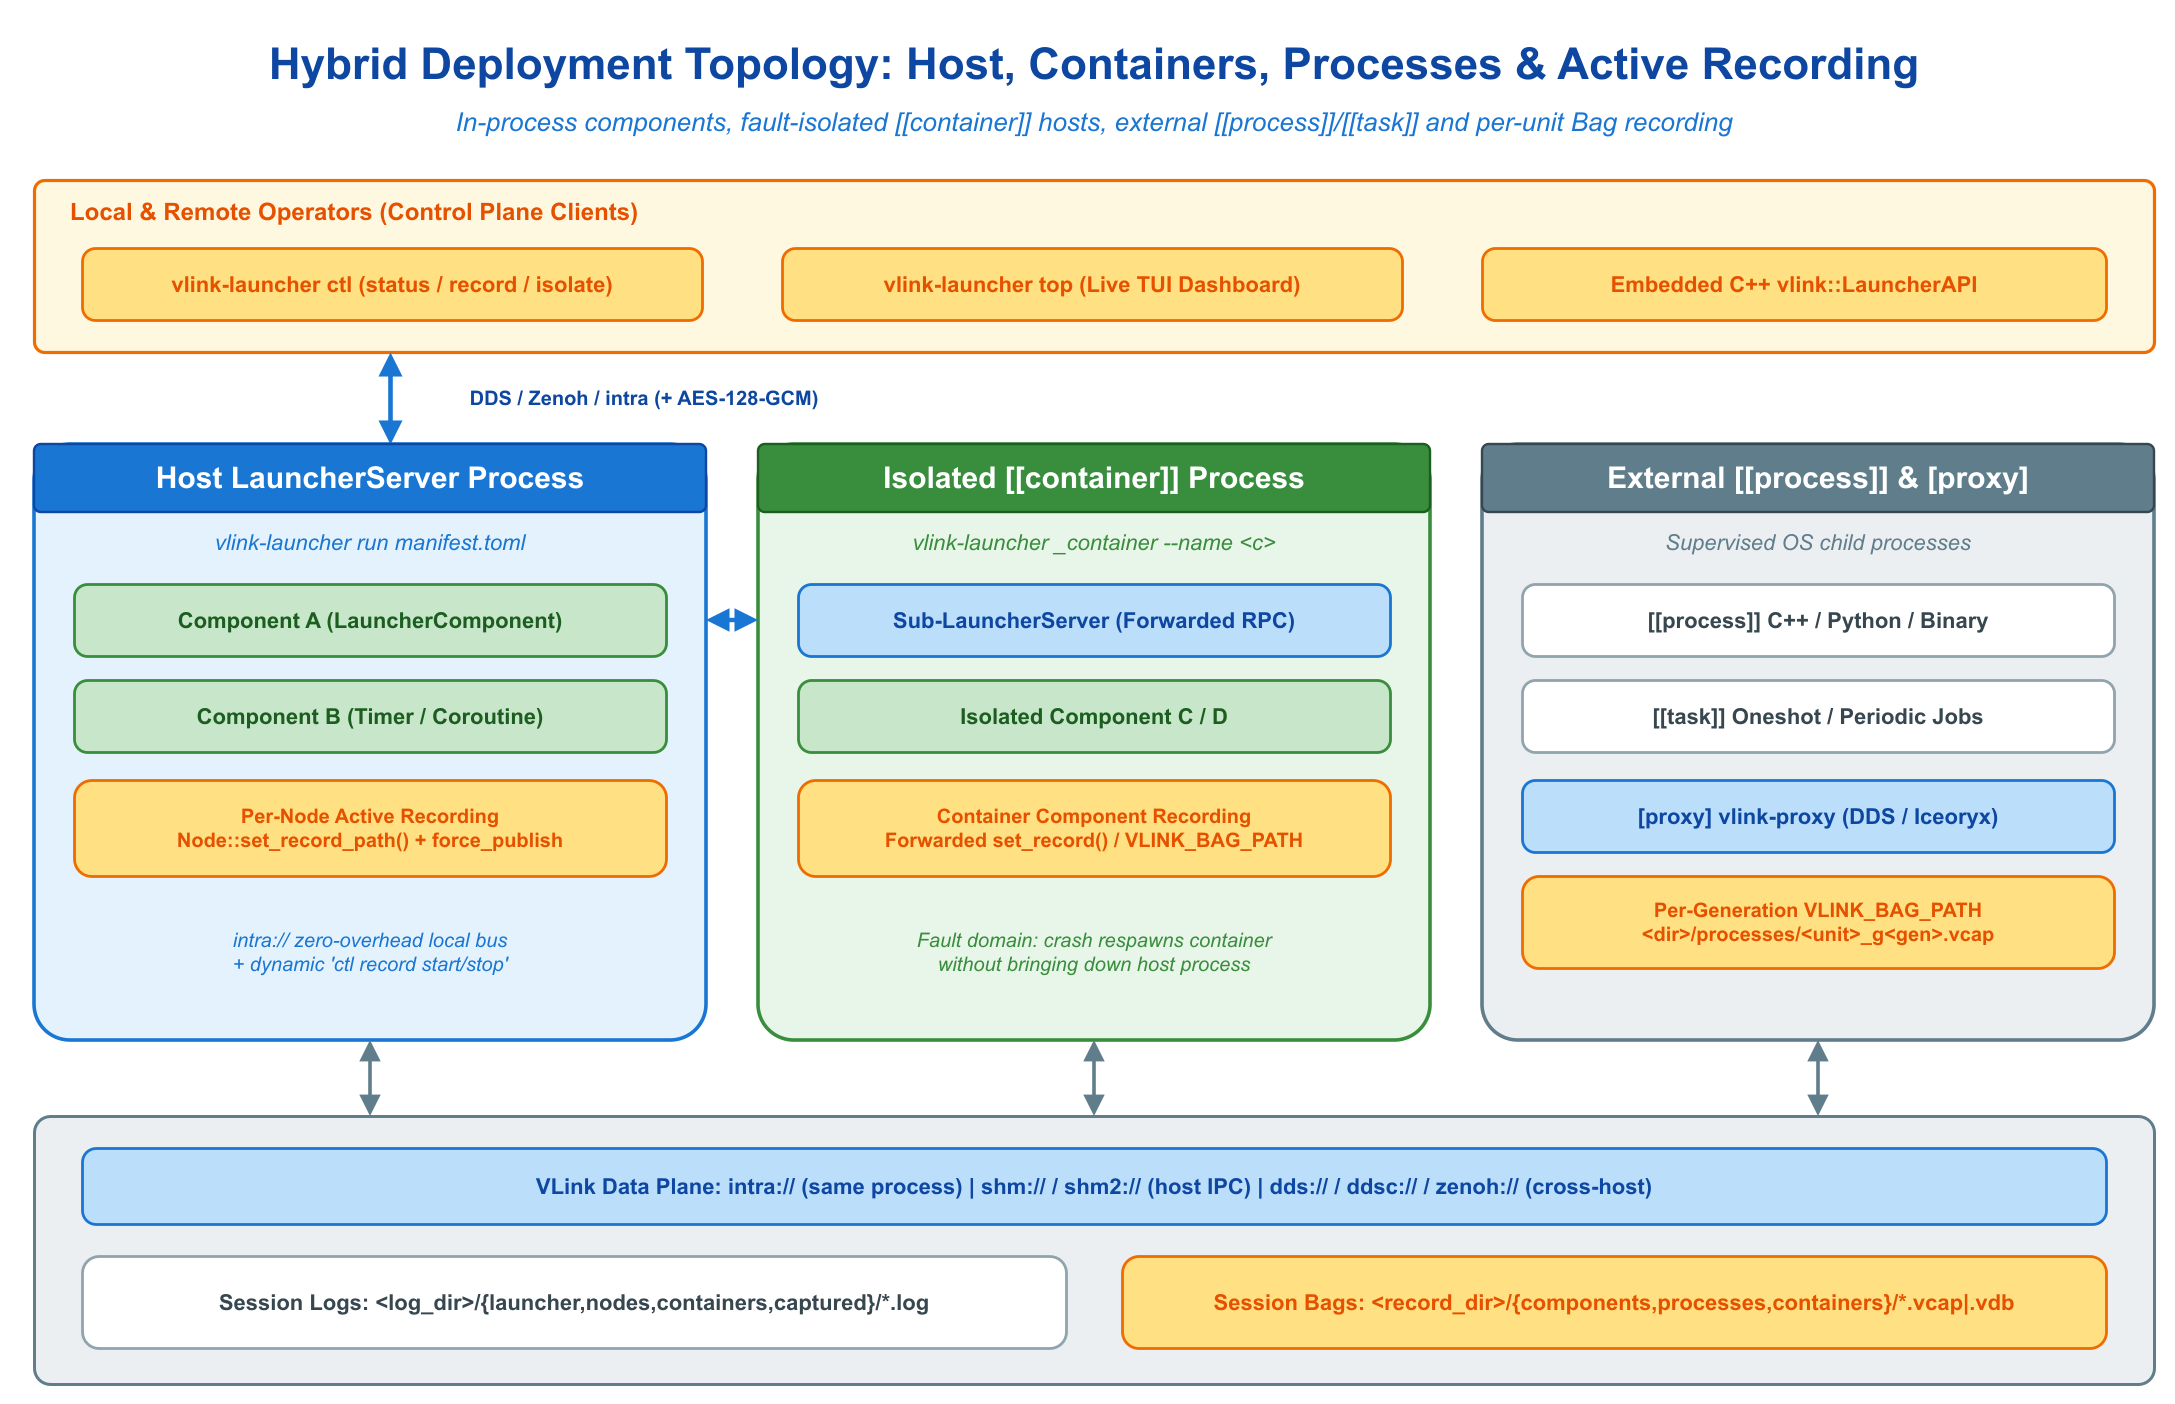 Hybrid Deployment Topology: Host, Containers, Processes & Active Recording
In-process components, fault-isolated [[container]] hosts, external [[process]]/[[task]] and per-unit Bag recording
Local & Remote Operators (Control Plane Clients)
vlink-launcher ctl (status / record / isolate)
vlink-launcher top (Live TUI Dashboard)
Embedded C++ vlink::LauncherAPI
DDS / Zenoh / intra (+ AES-128-GCM)
Host LauncherServer Process
vlink-launcher run manifest.toml
Component A (LauncherComponent)
Component B (Timer / Coroutine)
Per-Node Active Recording
Node::set_record_path() + force_publish
intra:// zero-overhead local bus
+ dynamic 'ctl record start/stop'
Isolated [[container]] Process
vlink-launcher _container --name <c>
Sub-LauncherServer (Forwarded RPC)
Isolated Component C / D
Container Component Recording
Forwarded set_record() / VLINK_BAG_PATH
Fault domain: crash respawns container
without bringing down host process
External [[process]] & [proxy]
Supervised OS child processes
[[process]] C++ / Python / Binary
[[task]] Oneshot / Periodic Jobs
[proxy] vlink-proxy (DDS / Iceoryx)
Per-Generation VLINK_BAG_PATH
<dir>/processes/<unit>_g<gen>.vcap
VLink Data Plane: intra:// (same process) | shm:// / shm2:// (host IPC) | dds:// / ddsc:// / zenoh:// (cross-host)
Session Logs: <log_dir>/{launcher,nodes,containers,captured}/*.log
Session Bags: <record_dir>/{components,processes,containers}/*.vcap|.vdb